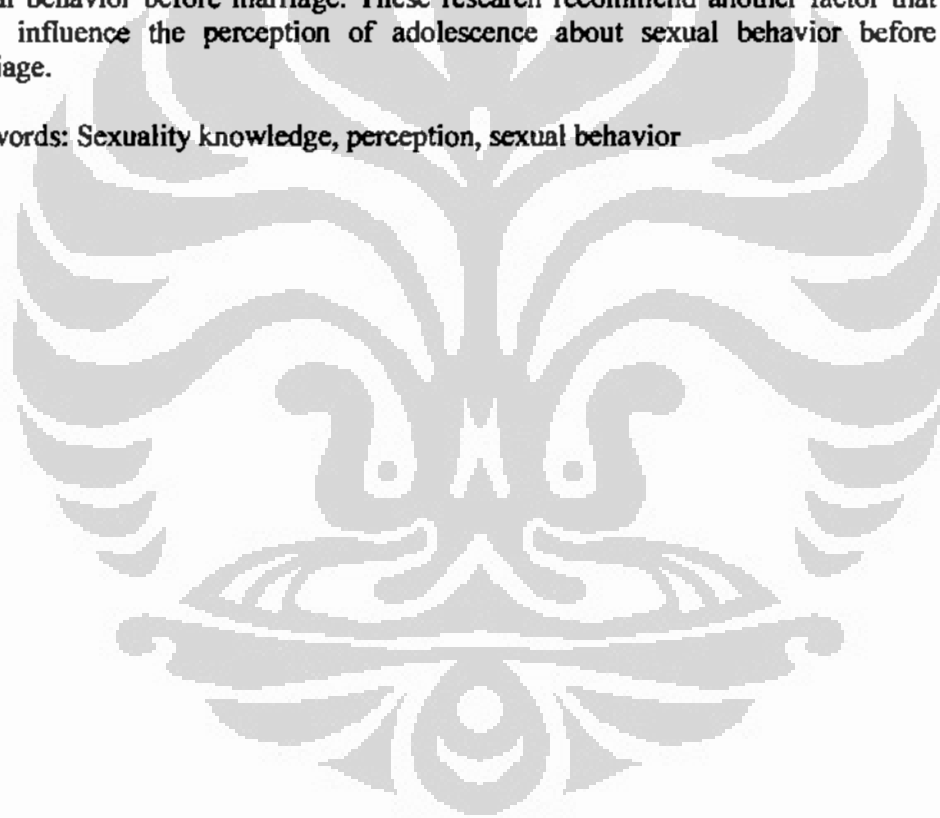 behavior before marriage. These research recommend another factor that
influence the perception of adolescence about sexual behavior before
iage.
words: Sexuality knowledge, perception, sexual behavior